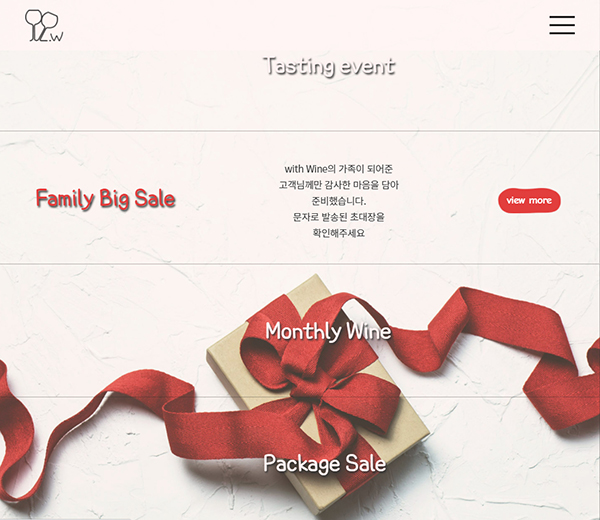 Tasting event
Family Big Sale
with Wine의 가족이 되어준
고객님께만 감사한 마음을 담아
준비했습니다.
문자로 발송된 초대장을
확인해주세요
view more
Monthly Wine
Package Sale